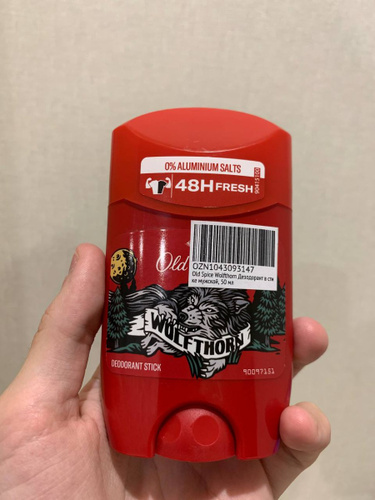 0% ALUMINIUM SALTS
48H FRESH
Old
OZN1043093147
Old Spice Wolfthorn Дезодорант в сти
ке мужской, 50 мл
WOLFTHORN
DEODORANT STICK
90097181